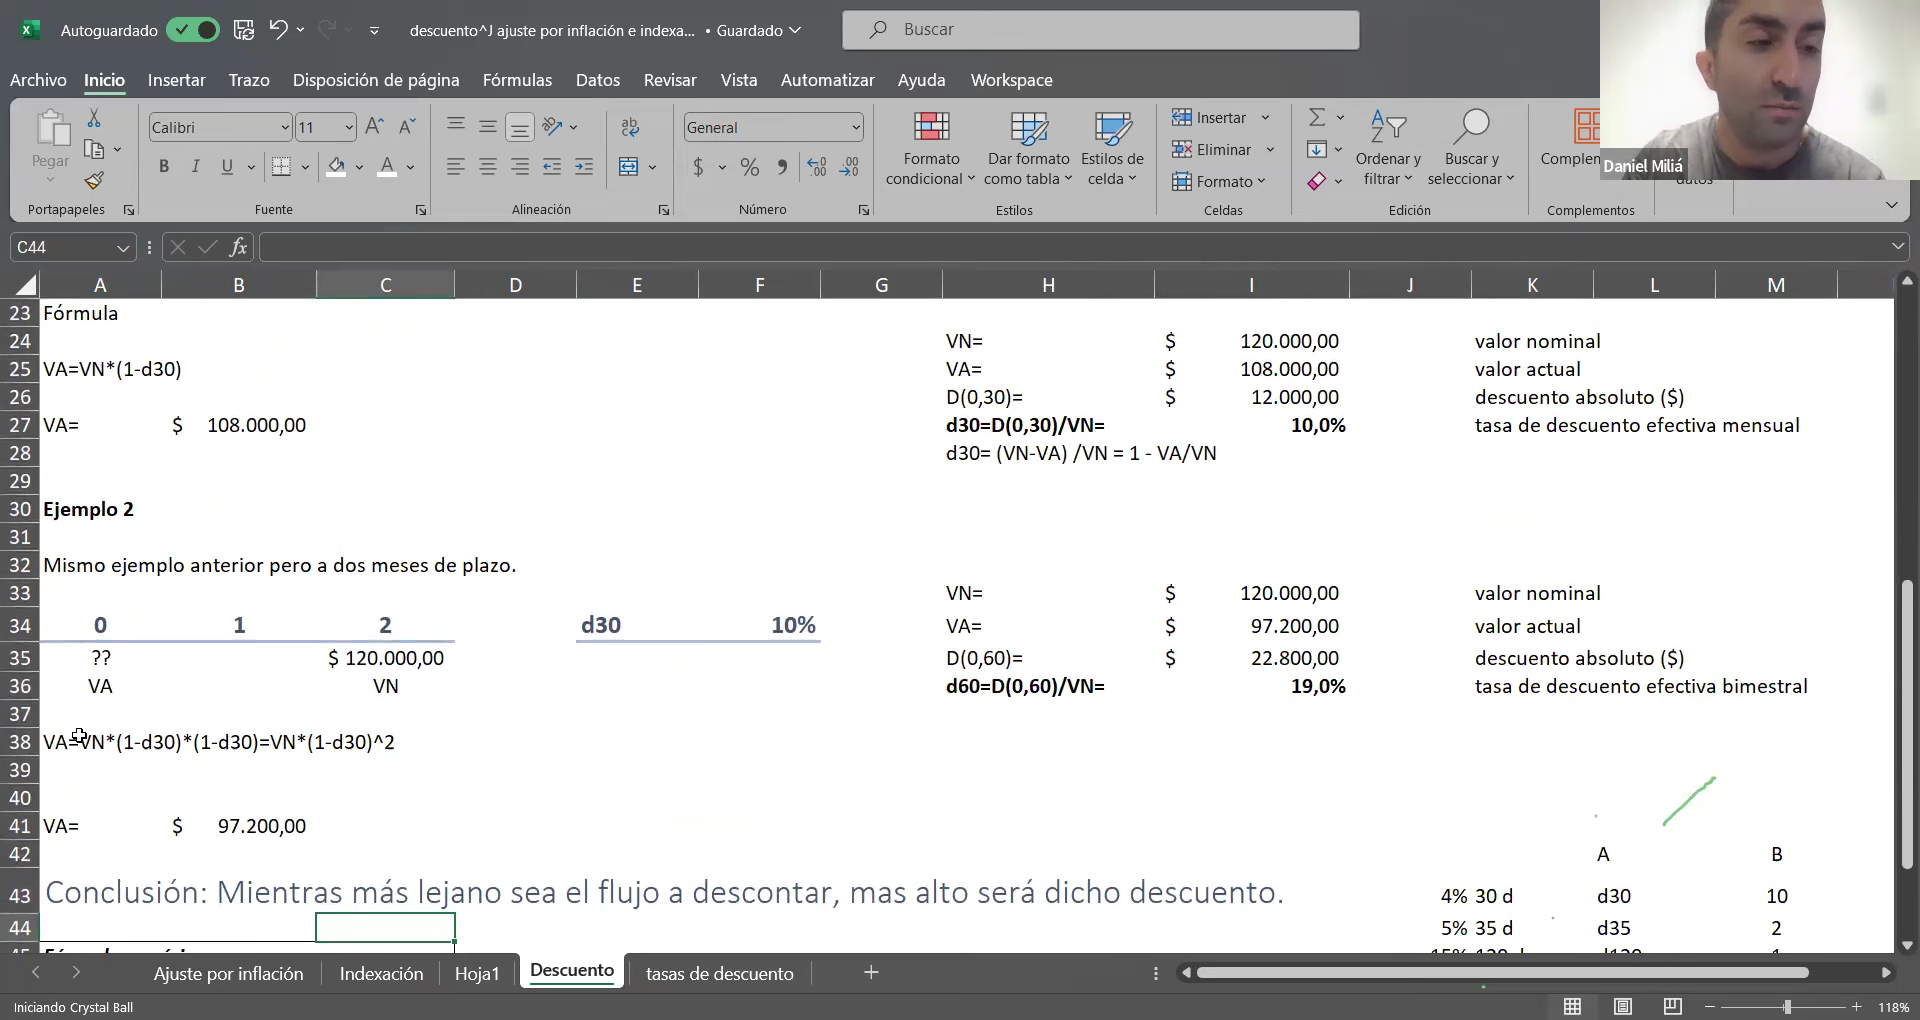 Autoguardado
descuento^J ajuste por inflación e indexa... • Guardado
Buscar
Archivo Inicio Insertar Trazo Disposición de página Fórmulas Datos Revisar Vista Automatizar Ayuda Workspace
Pegar
Portapapeles
Calibri 11
Fuente
Alineación
General
Número
Formato condicional
Dar formato como tabla
Estilos de celda
Estilos
Insertar
Eliminar
Formato
Celdas
Ordenar y filtrar
Buscar y seleccionar
Edición
Complementos
Daniel Miliá
C44
fx
A B C D E F G H I J K L M
23 Fórmula
24 VN= $ 120.000,00 valor nominal
25 VA=VN*(1-d30) VA= $ 108.000,00 valor actual
26 D(0,30)= $ 12.000,00 descuento absoluto ($)
27 VA= $ 108.000,00 d30=D(0,30)/VN= 10,0% tasa de descuento efectiva mensual
28 d30= (VN-VA) /VN = 1 - VA/VN
29
30 Ejemplo 2
31
32 Mismo ejemplo anterior pero a dos meses de plazo.
33 VN= $ 120.000,00 valor nominal
34 0 1 2 d30 10% VA= $ 97.200,00 valor actual
35 ?? $ 120.000,00 D(0,60)= $ 22.800,00 descuento absoluto ($)
36 VA VN d60=D(0,60)/VN= 19,0% tasa de descuento efectiva bimestral
37
38 VA=VN*(1-d30)*(1-d30)=VN*(1-d30)^2
39
40
41 VA= $ 97.200,00
42 A B
43 Conclusión: Mientras más lejano sea el flujo a descontar, mas alto será dicho descuento. 4% 30 d d30 10
44 5% 35 d d35 2
Ajuste por inflación Indexación Hoja1 Descuento tasas de descuento
Iniciando Crystal Ball
118%